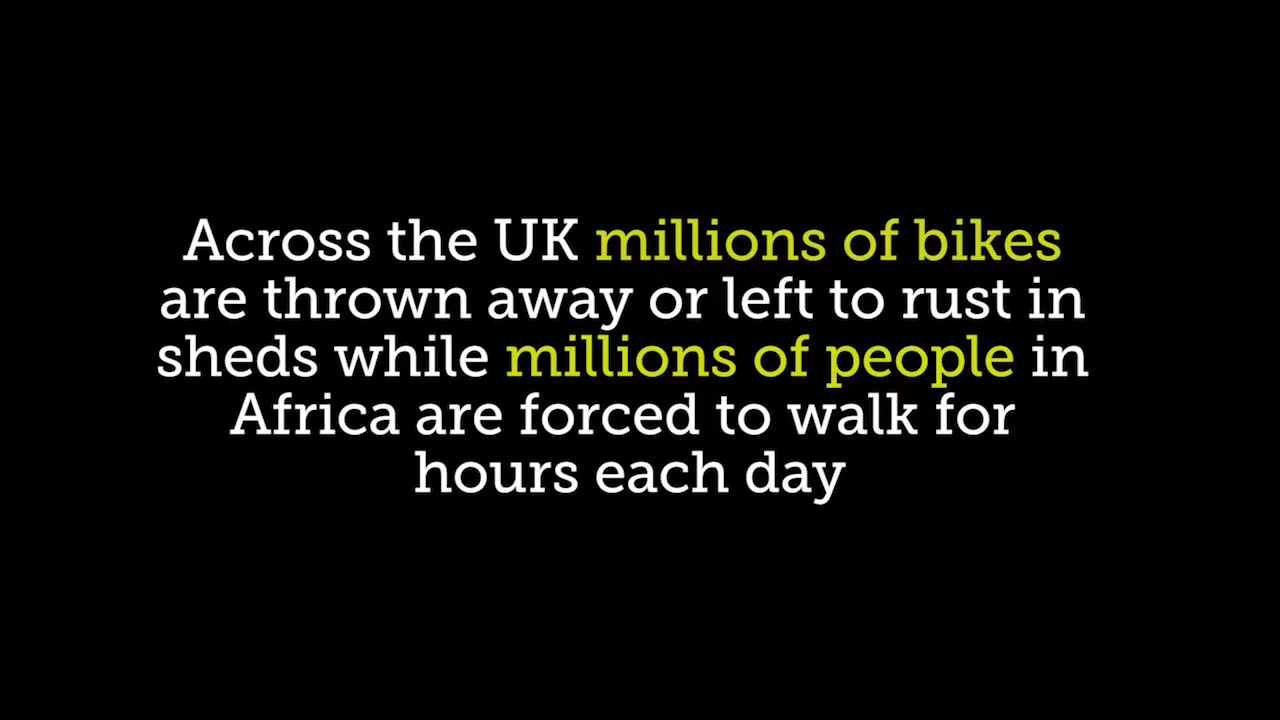 Across the UK millions of bikes
are thrown away or left to rust in
sheds while millions of people in
Africa are forced to walk for
hours each day